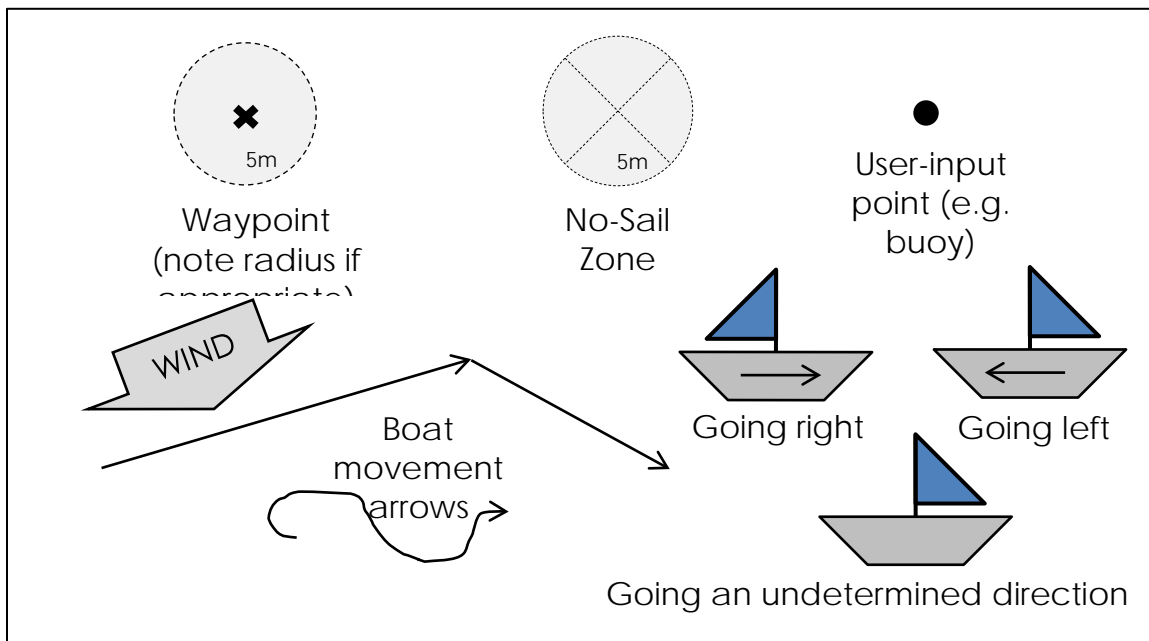 5m
5m
Waypoint
(note radius if
appropriate)
No-Sail
Zone
User-input
point (e.g.
buoy)
WIND
Boat
movement
arrows
Going right
Going left
Going an undetermined direction